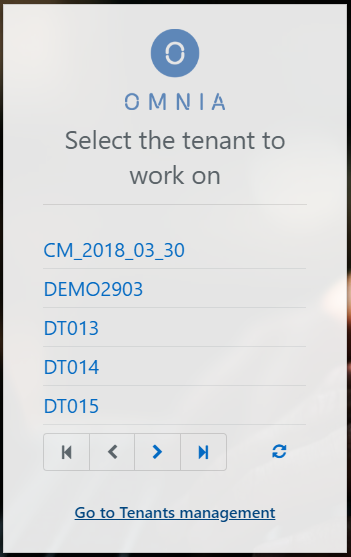 OMNIA
Select the tenant to
work on
CM_2018_03_30
DEMO2903
DT013
DT014
DT015
Go to Tenants management